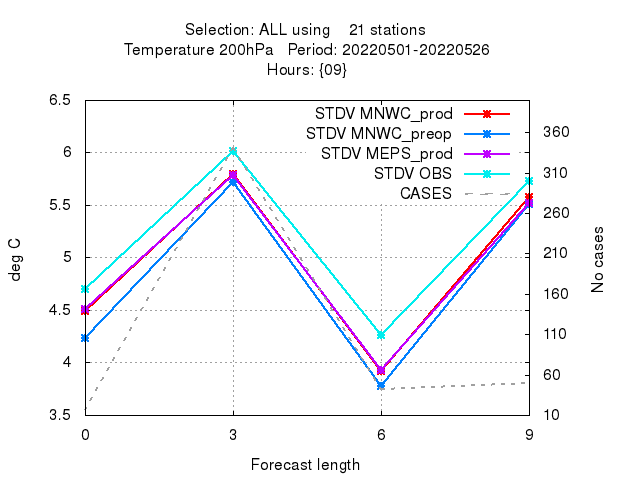 Selection: ALL using 21 stations
Temperature 200hPa Period: 20220501-20220526
Hours: {09}
6.5
6
5.5
5
4.5
4
3.5
deg C
STDV MNWC_prod
STDV MNWC_preop
STDV MEPS_prod
STDV OBS
CASES
360
310
260
210
160
110
60
10
No cases
0 3 6 9
Forecast length